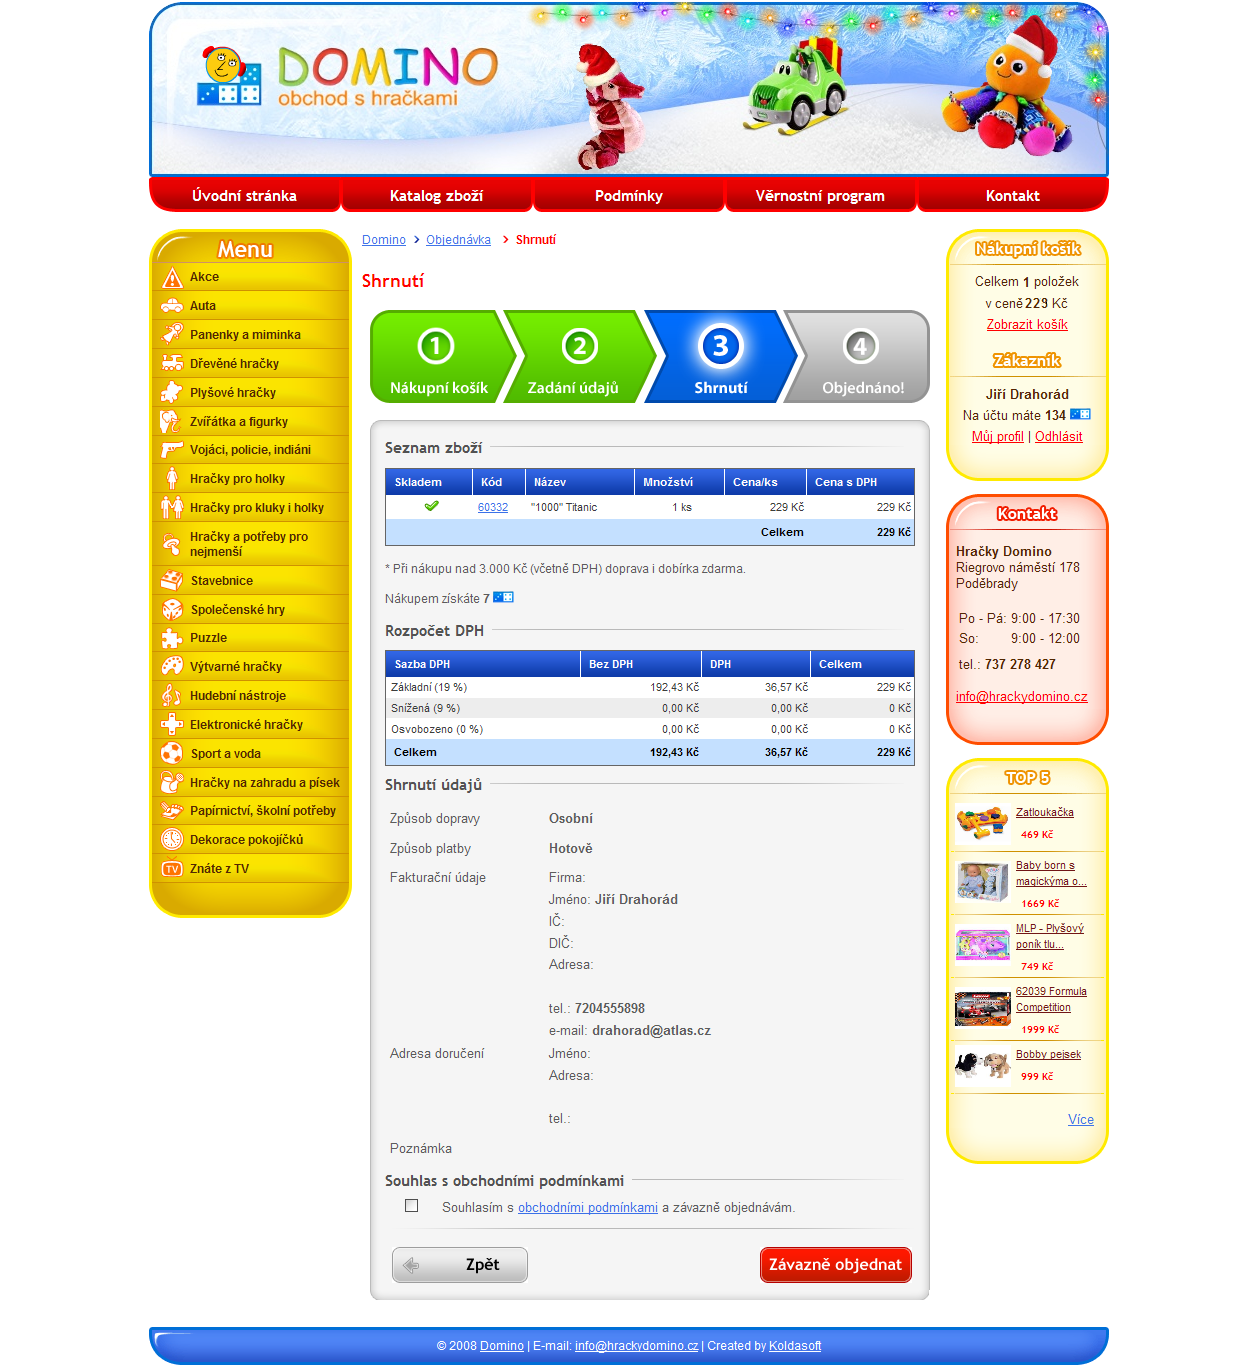 DOMINO
obchod s hračkami
Úvodní stránka
Katalog zboží
Podmínky
Věrnostní program
Kontakt
Menu
Akce
Auta
Panenky a miminka
Dřevěné hračky
Plyšové hračky
Zvířátka a figurky
Vojáci, policie, indiáni
Hračky pro holky
Hračky pro kluky i holky
Hračky a potřeby pro
nejmenší
Stavebnice
Společenské hry
Puzzle
Výtvarné hračky
Hudební nástroje
Elektronické hračky
Sport a voda
Hračky na zahradu a písek
Papírnictví, školní potřeby
Dekorace pokojíčků
TV Znáte z TV
Domino Objednávka Shrnutí
Shrnutí
1 2 3 4
Nákupní košík Zadání údajů Shrnutí Objednáno!
Seznam zboží
Skladem Kód Název Množství Cena/ks Cena s DPH
60332 "1000" Titanic 1 ks 229 Kč 229 Kč
Celkem 229 Kč
* Při nákupu nad 3.000 Kč (včetně DPH) doprava i dobírka zdarma.
Nákupem získáte 7
Rozpočet DPH
Sazba DPH Bez DPH DPH Celkem
Základní (19 %) 192,43 Kč 36,57 Kč 229 Kč
Snížená (9 %) 0,00 Kč 0,00 Kč 0 Kč
Osvobozeno (0 %) 0,00 Kč 0,00 Kč 0 Kč
Celkem 192,43 Kč 36,57 Kč 229 Kč
Shrnutí údajů
Způsob dopravy Osobní
Způsob platby Hotově
Fakturační údaje Firma:
Jméno: Jiří Drahorád
IČ:
DIČ:
Adresa:
tel.: 7204555898
e-mail: drahorad@atlas.cz
Adresa doručení Jméno:
Adresa:
tel.:
Poznámka
Souhlas s obchodními podmínkami
Souhlasím s obchodními podmínkami a závazně objednávám.
Zpět
Závazně objednat
Nákupní košík
Celkem 1 položek
v ceně 229 Kč
Zobrazit košík
Zákazník
Jiří Drahorád
Na účtu máte 134
Můj profil | Odhlásit
Kontakt
Hračky Domino
Riegrovo náměstí 178
Poděbrady
Po - Pá: 9:00 - 17:30
So: 9:00 - 12:00
tel.: 737 278 427
info@hrackydomino.cz
TOP 5
Zatloukačka
469 Kč
Baby born s
magickýma o...
1669 Kč
MLP - Plyšový
poník tlu...
749 Kč
62039 Formula
Competition
1999 Kč
Bobby pejsek
999 Kč
Více
© 2008 Domino | E-mail: info@hrackydomino.cz | Created by Koldasoft